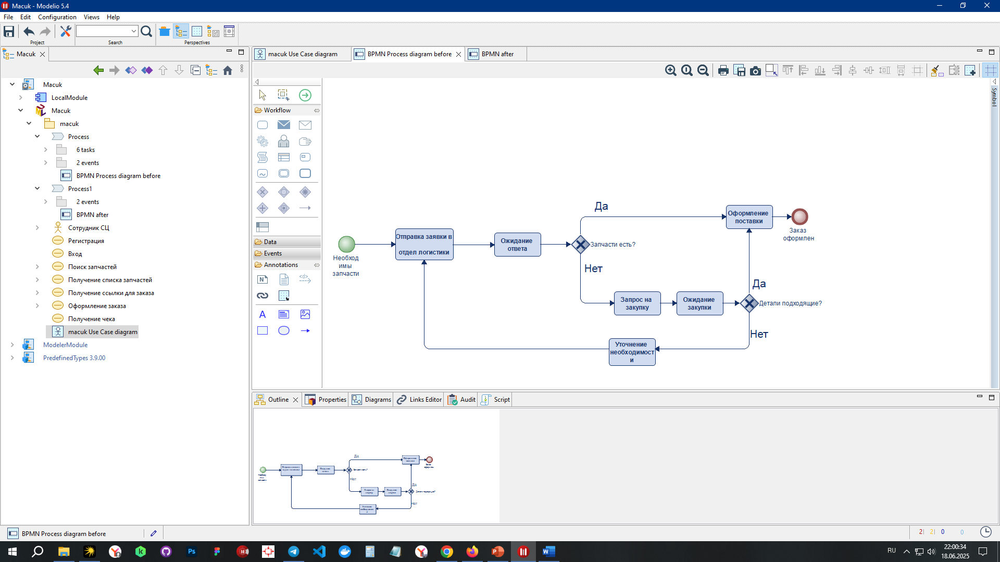 Macuk - Modelio 5.4
File Edit Configuration Views Help
Project Search Perspectives
Macuk
macuk Use Case diagram BPMN Process diagram before BPMN after
Macuk
LocalModule
Macuk
macuk
Process
6 tasks
2 events
BPMN Process diagram before
Process1
2 events
BPMN after
Сотрудник СЦ
Регистрация
Вход
Поиск запчастей
Получение списка запчастей
Получение ссылки для заказа
Оформление заказа
Получение чека
macuk Use Case diagram
ModelerModule
PredefinedTypes 3.9.00
Workflow
Data
Events
Annotations
Symbol
Необход
имы
запчасти
Отправка заявки в
отдел логистики
Ожидание
ответа
Запчасти есть?
Да
Нет
Оформление
поставки
Заказ
оформлен
Запрос на
закупку
Ожидание
закупки
Детали подходящие?
Да
Нет
Уточнение
необходимост
и
Outline Properties Diagrams Links Editor Audit Script
Да
Нет
Да
Нет
BPMN Process diagram before
2 2 0 0
RU
22:00:34
18.06.2025